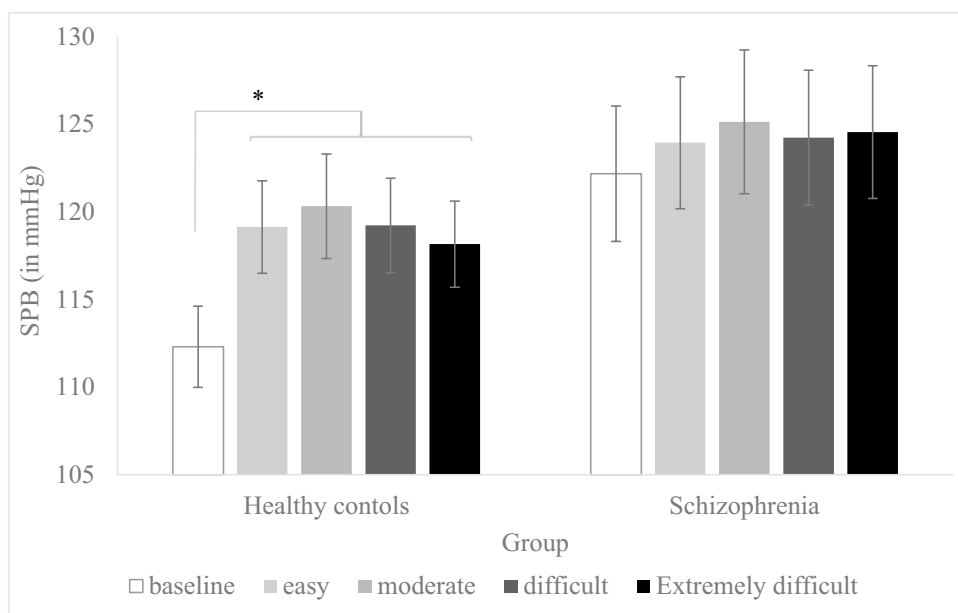 130
*
125
120
115
110
105
SPB (in mmHg)
Healthy contols Schizophrenia
Group
baseline easy moderate difficult Extremely difficult